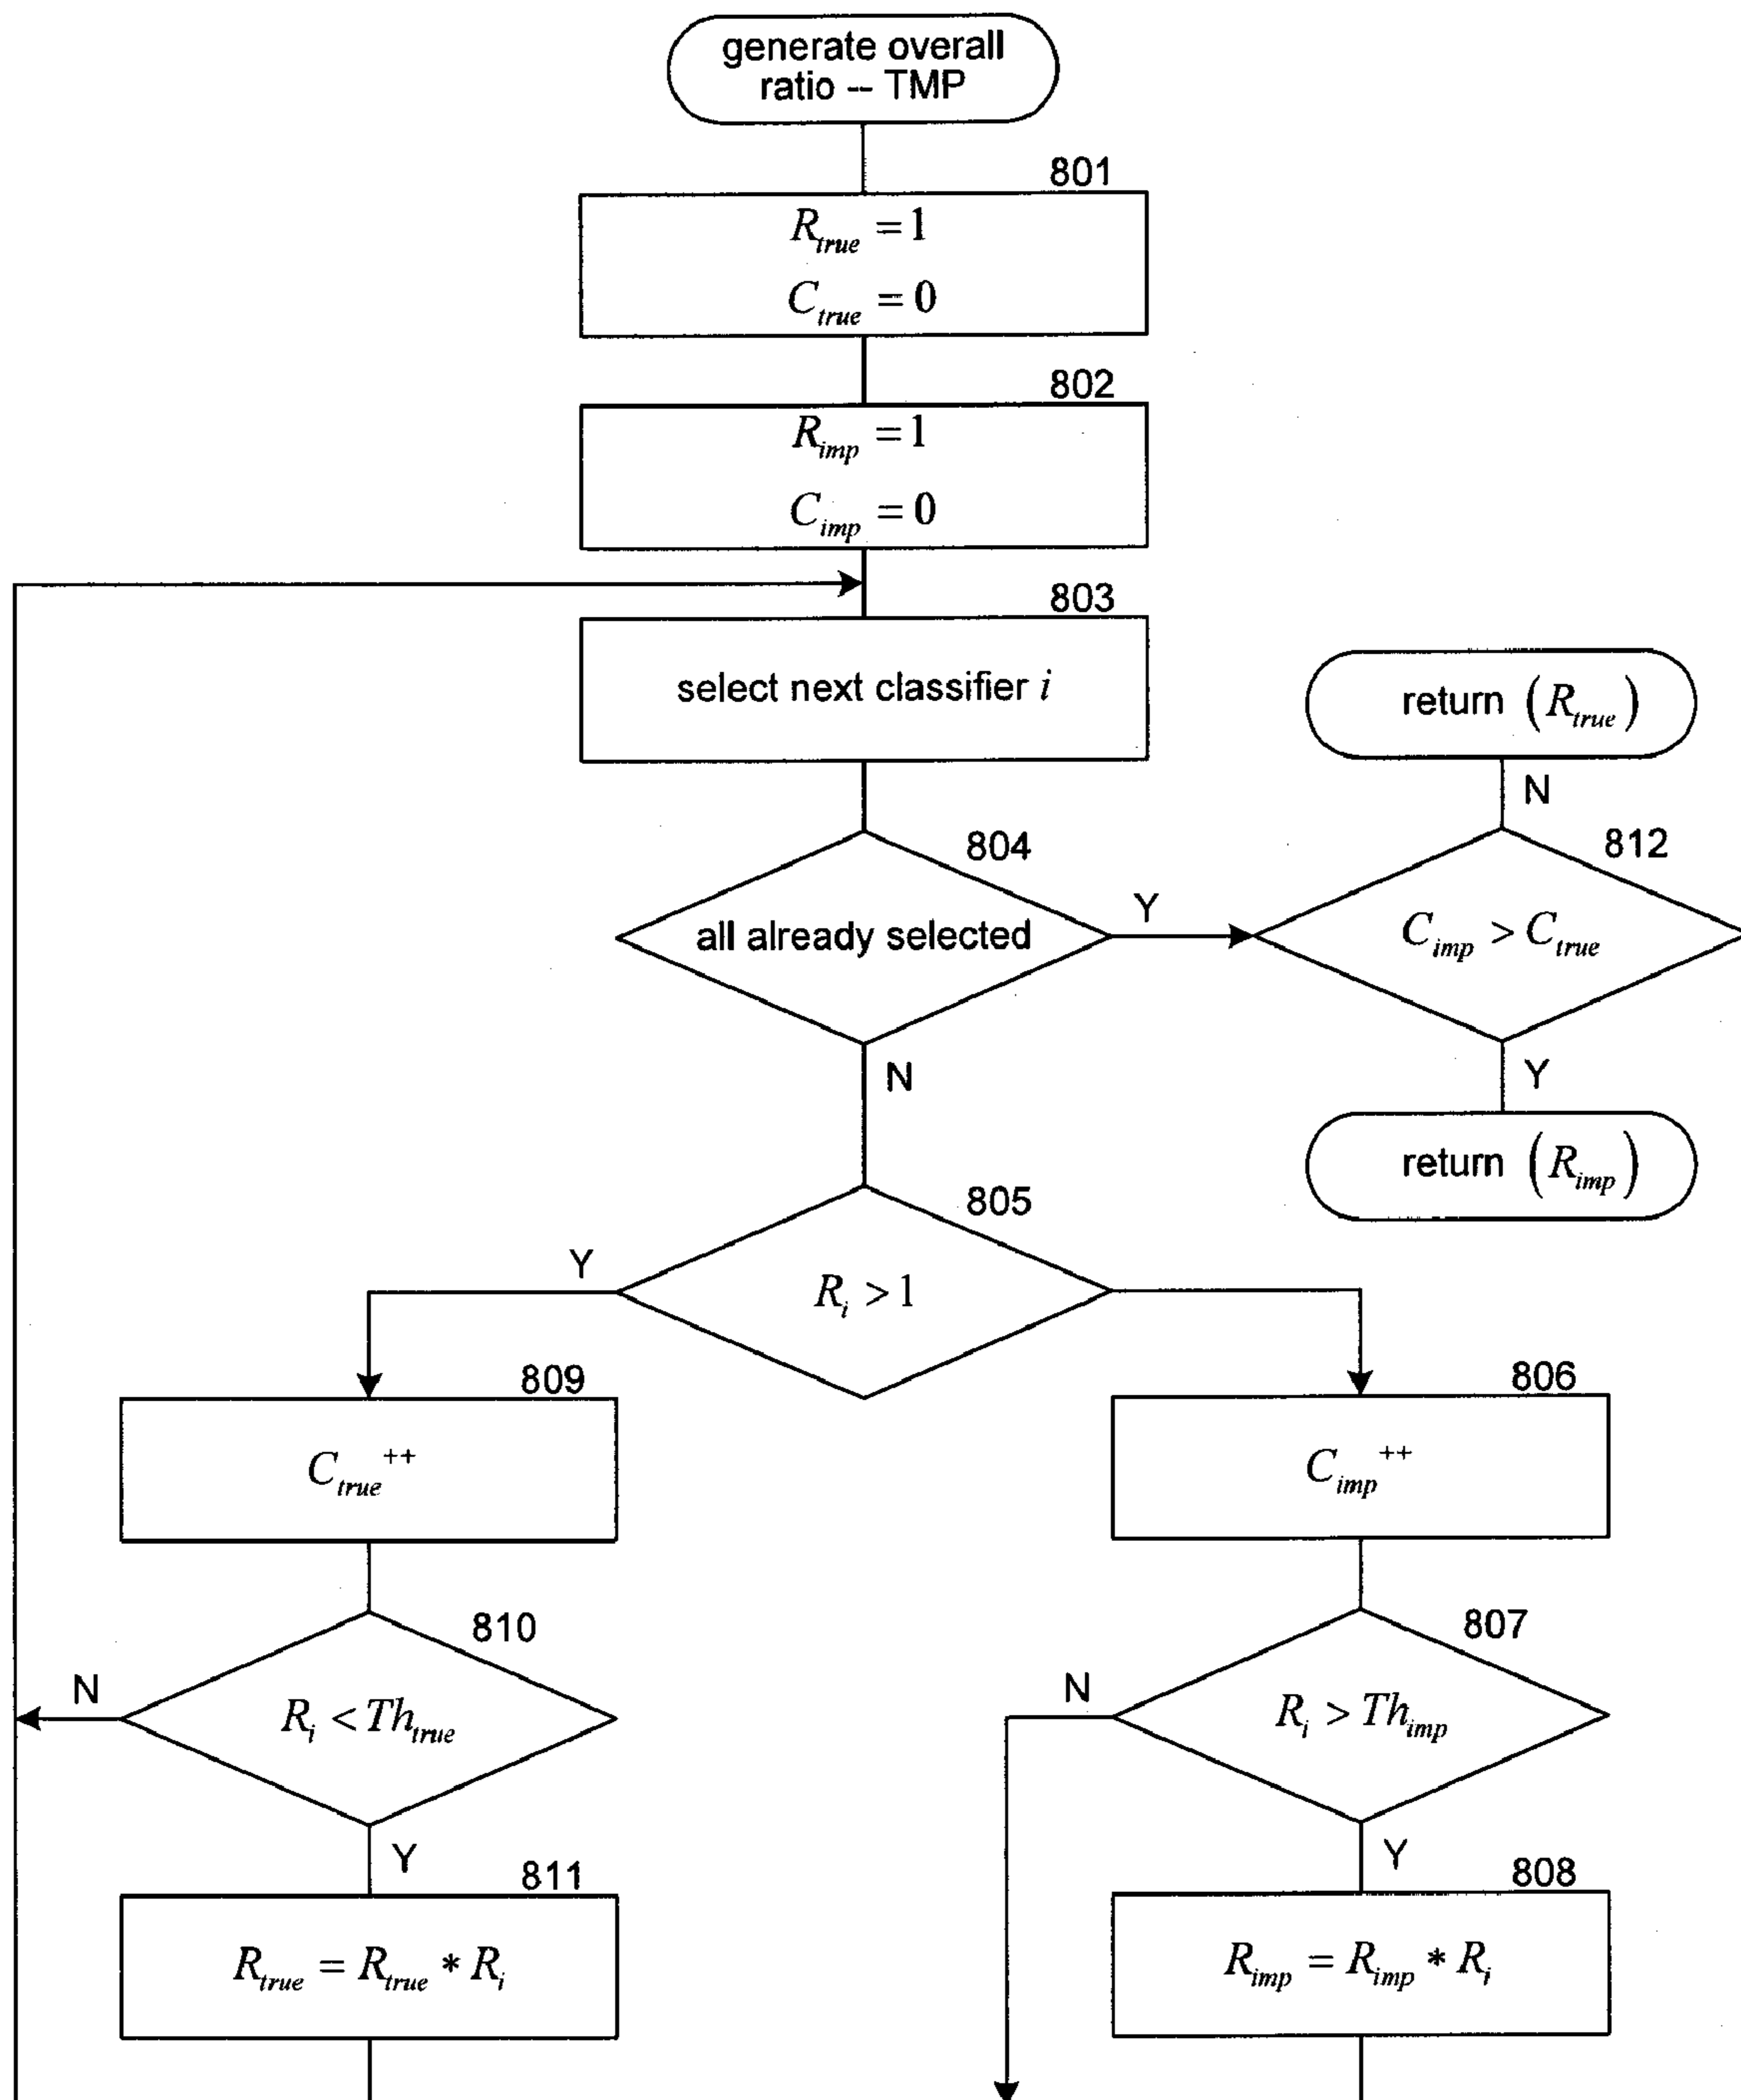 generate overall
ratio -- TMP
801
R_true = 1
C_true = 0
802
R_imp = 1
C_imp = 0
803
select next classifier i
return (R_true)
N
804
812
all already selected
Y
C_imp > C_true
N
Y
return (R_imp)
805
Y
R_i > 1
809
806
C_true ++
C_imp ++
810
807
N
R_i < Th_true
N
R_i > Th_imp
Y
Y
811
808
R_true = R_true * R_i
R_imp = R_imp * R_i